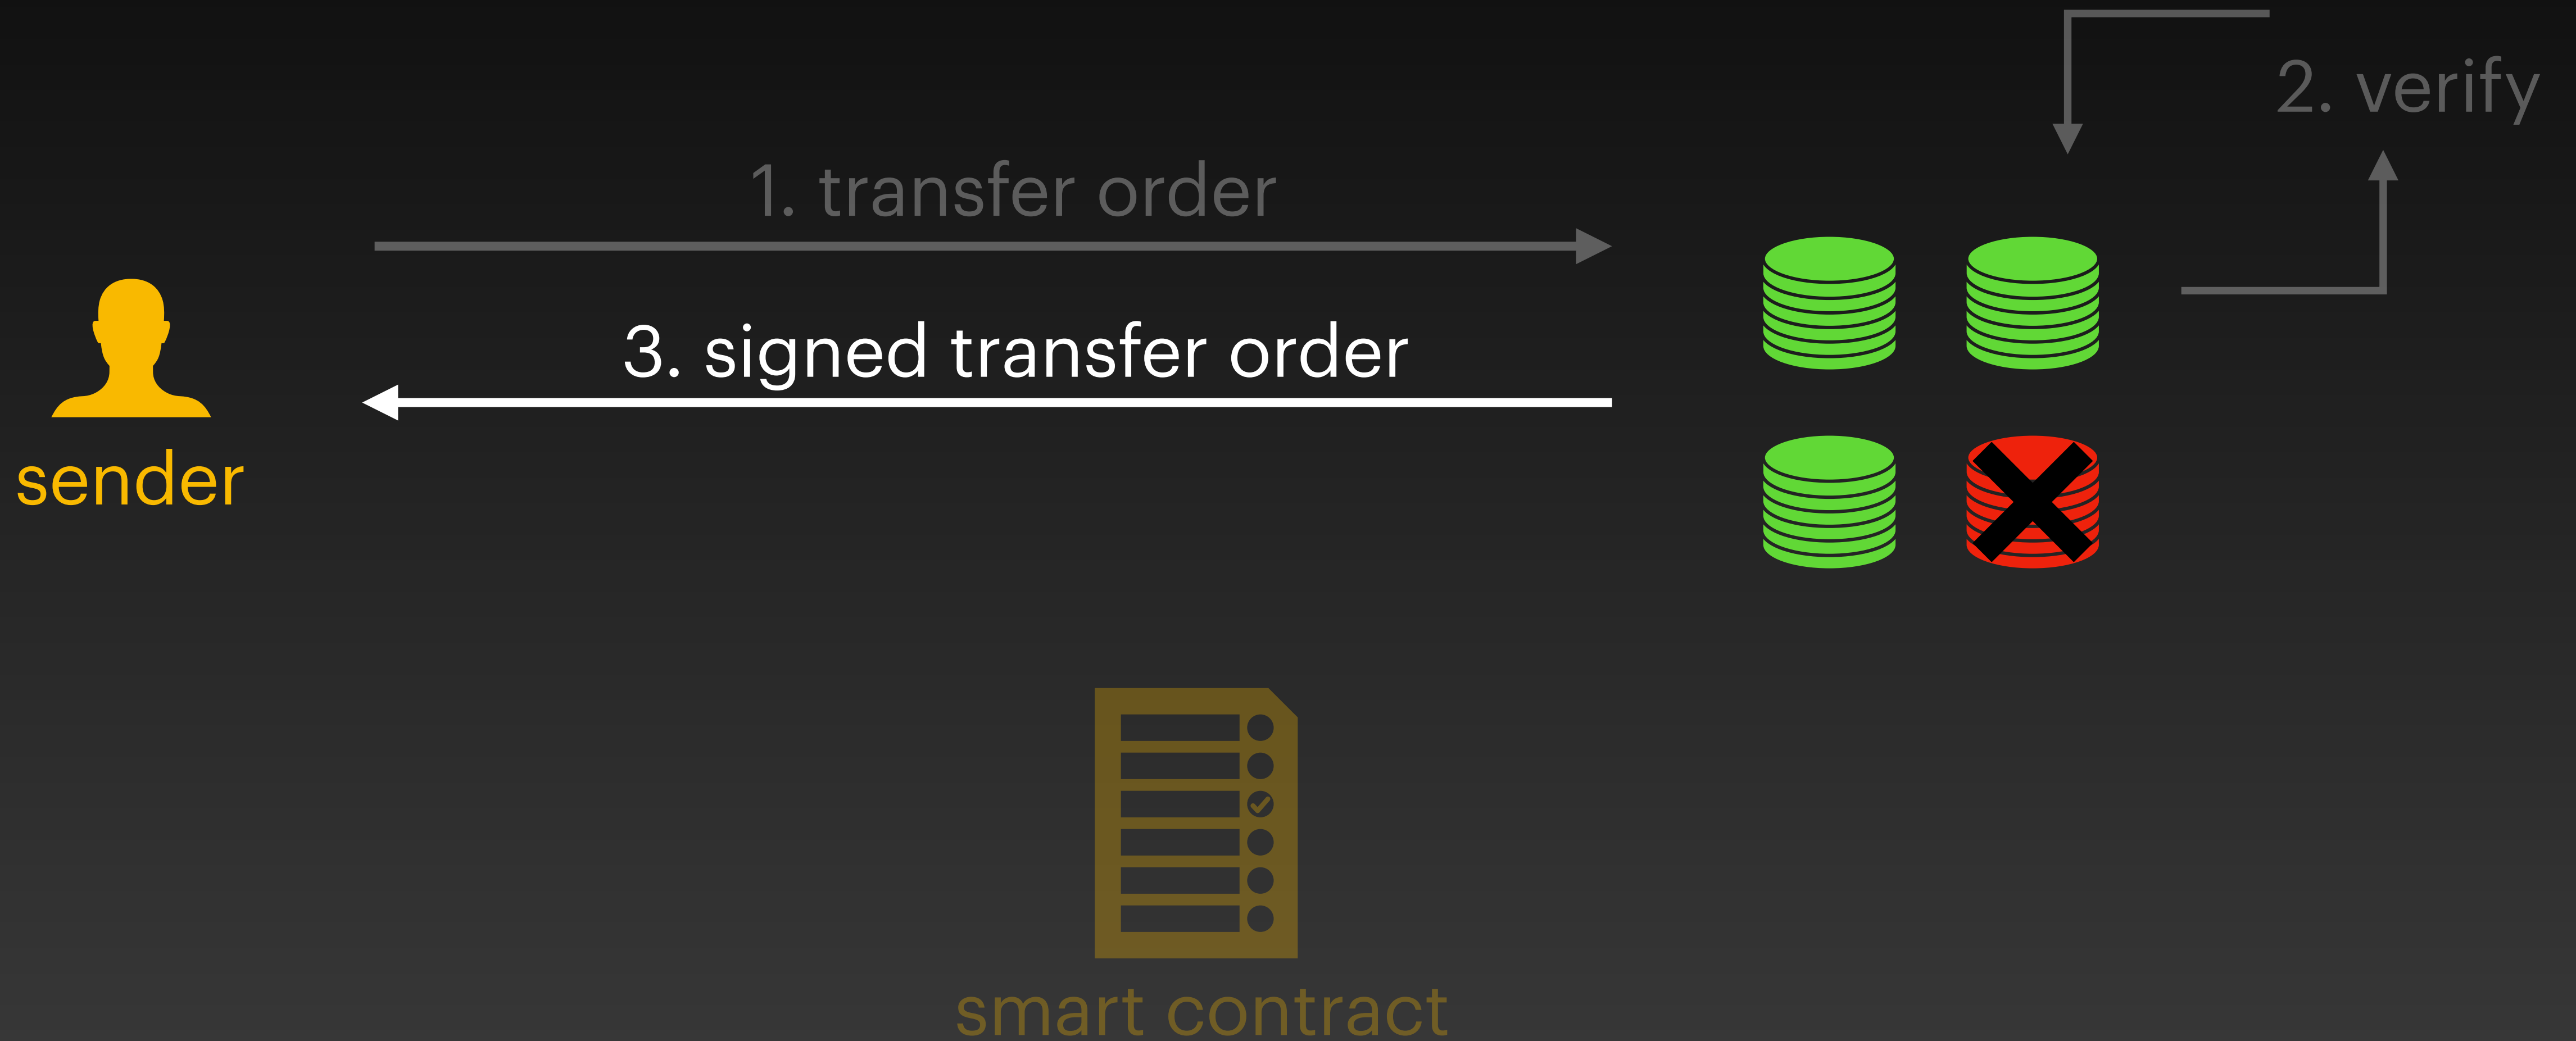 2. verify
1. transfer order
3. signed transfer order
sender
smart contract